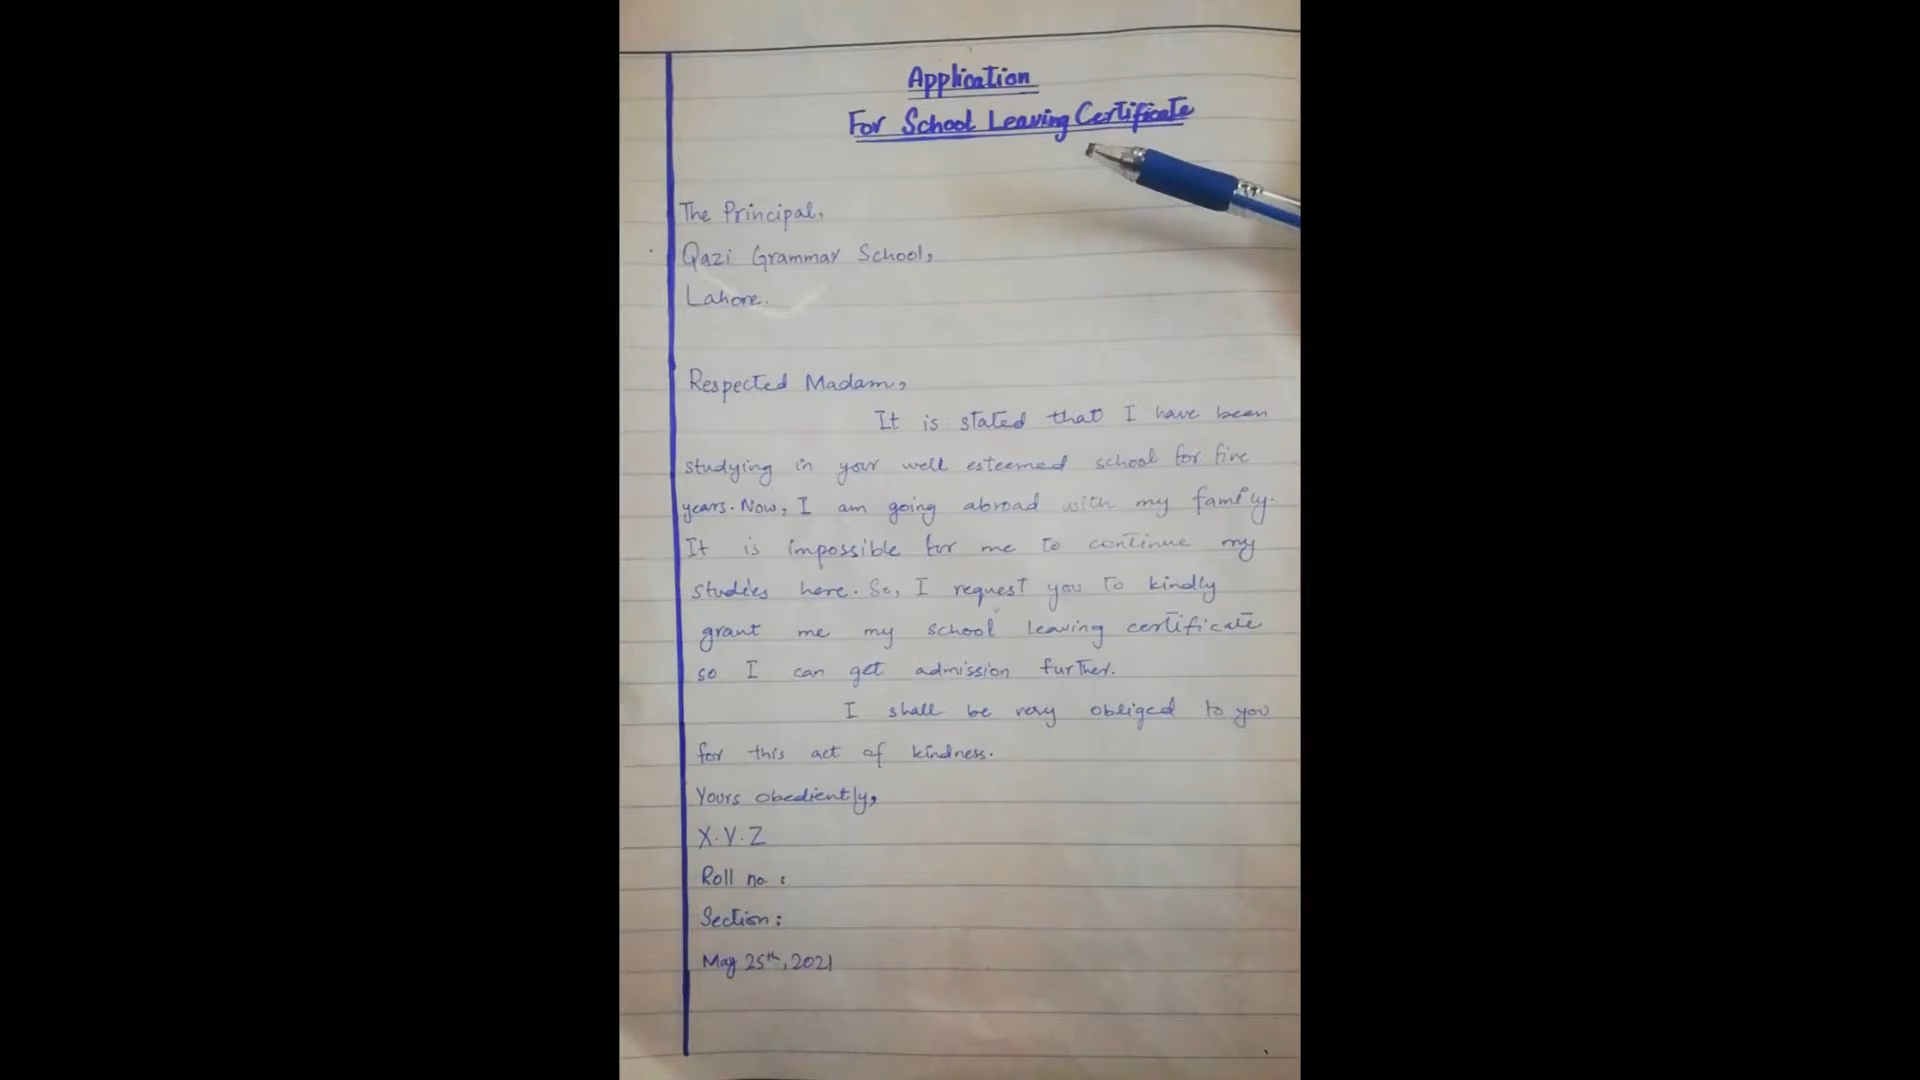 Application
For School Leaving Certificate
The Principal,
Qazi Grammar School,
Lahore.
Respected Madam,
It is stated that I have been
studying in your well esteemed school for five
years. Now, I am going abroad with my family.
It is impossible for me to continue my
studies here. So, I request you to kindly
grant me my school leaving certificate
so I can get admission further.
I shall be very obliged to you
for this act of kindness.
Yours obediently,
X.Y.Z
Roll no. :
Section:
May 25th, 2021